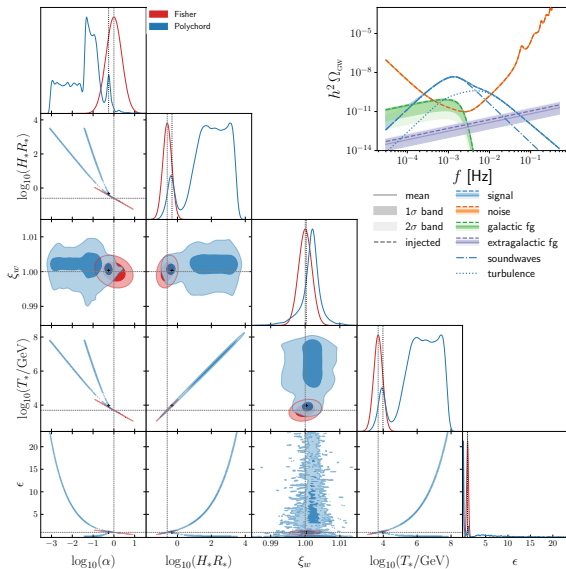 Fisher
Polychord
10⁻⁵
10⁻⁸
10⁻¹¹
10⁻¹⁴
h² Ω_GW
10⁻⁴ 10⁻³ 10⁻² 10⁻¹
f [Hz]
mean
1σ band
2σ band
injected
signal
noise
galactic fg
extragalactic fg
soundwaves
turbulence
log₁₀(H∗R∗)
4
2
0
ξ_w
1.01
1.00
0.99
log₁₀(T∗/GeV)
8
6
4
ϵ
20
15
10
5
−3 −2 −1 0 1
log₁₀(α)
0 2 4
log₁₀(H∗R∗)
0.99 1.00 1.01
ξ_w
4 6 8
log₁₀(T∗/GeV)
5 10 15 20
ϵ